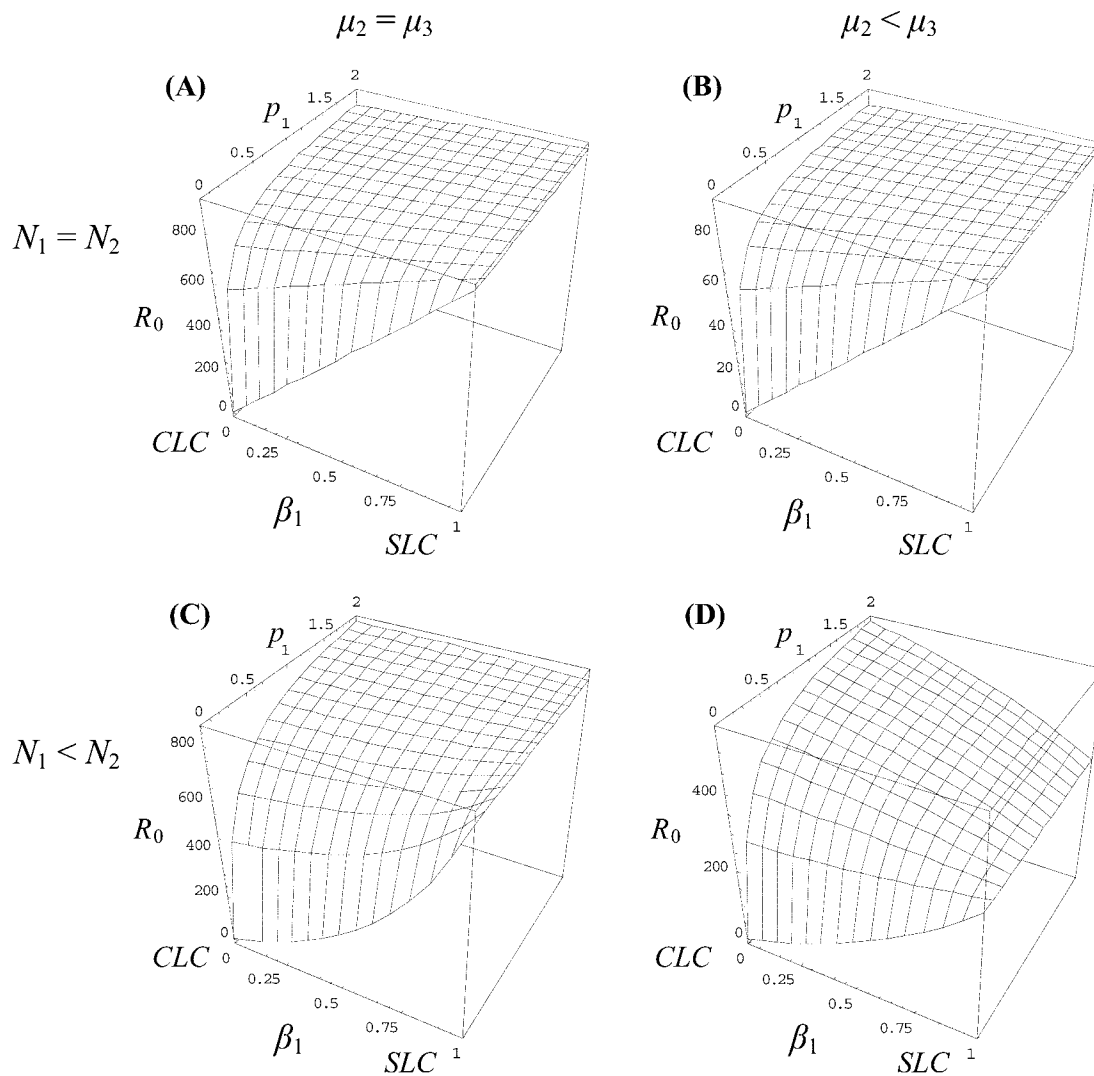 μ₂ = μ₃
μ₂ < μ₃
(A)
2
1.5
p₁
0.5
0
800
600
R₀
400
200
0
CLC
0
0.25
0.5
0.75
1
β₁
SLC
(B)
2
1.5
p₁
0.5
0
80
60
R₀
40
20
0
CLC
0
0.25
0.5
0.75
1
β₁
SLC
N₁ = N₂
(C)
2
1.5
p₁
0.5
0
800
600
R₀
400
200
0
CLC
0
0.25
0.5
0.75
1
β₁
SLC
(D)
2
1.5
p₁
0.5
0
400
R₀
200
0
CLC
0
0.25
0.5
0.75
1
β₁
SLC
N₁ < N₂